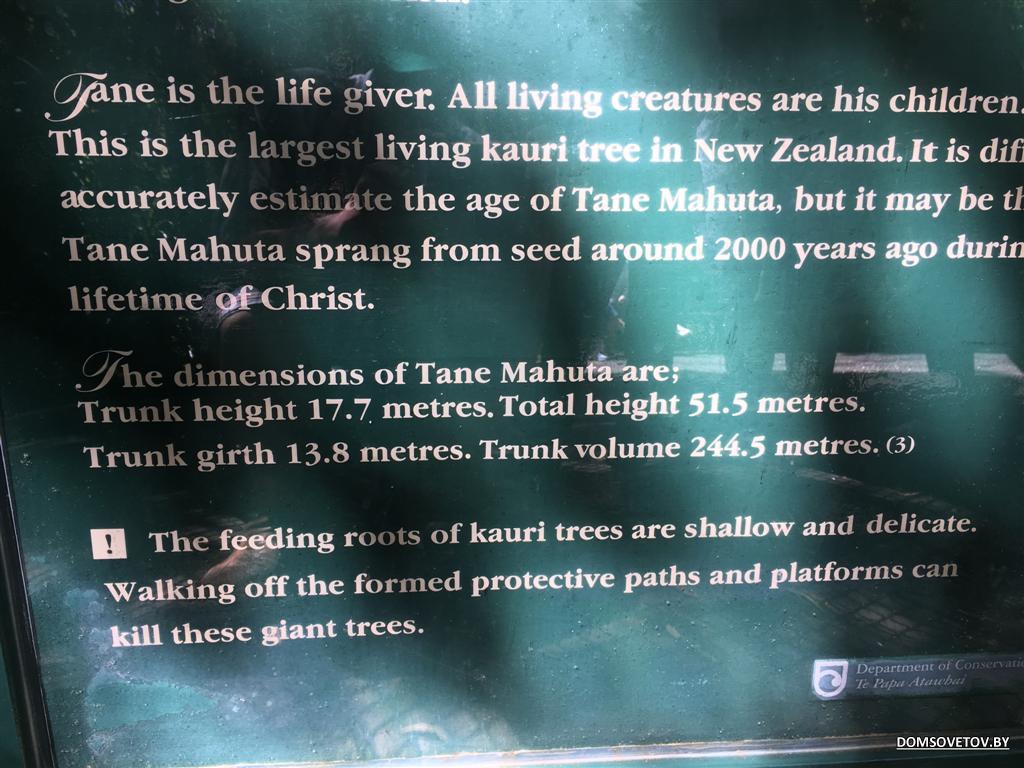 Tane is the life giver. All living creatures are his children.
This is the largest living kauri tree in New Zealand. It is
accurately estimate the age of Tane Mahuta, but it may be
Tane Mahuta sprang from seed around 2000 years ago
lifetime of Christ.
The dimensions of Tane Mahuta are;
Trunk height 17.7 metres. Total height 51.5 metres.
Trunk girth 13.8 metres. Trunk volume 244.5 metres. (3)
! The feeding roots of kauri trees are shallow and delicate.
Walking off the formed protective paths and platforms can
kill these giant trees.
Department of
Te Papa Atawhai
DOMSOVETOV.BY